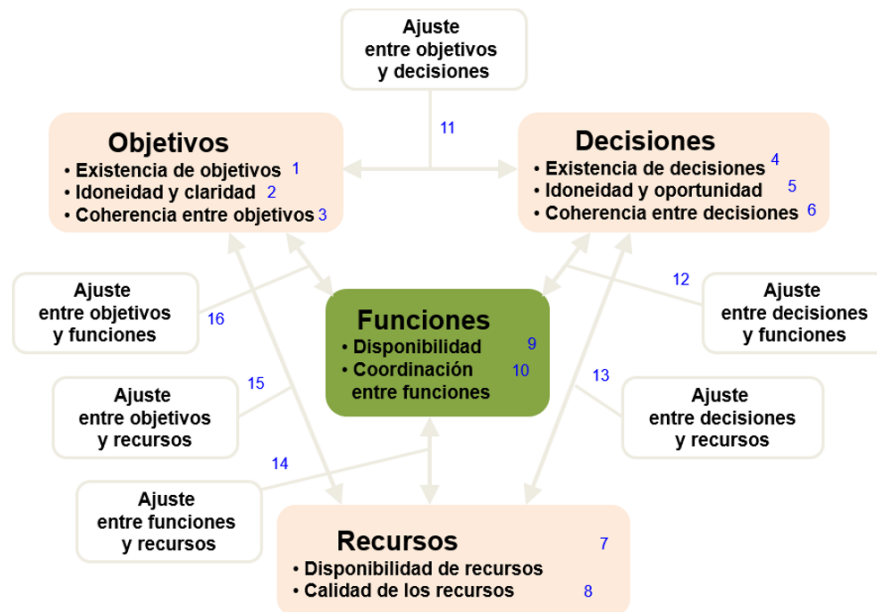 Ajuste
entre objetivos
y decisiones
11
Objetivos
• Existencia de objetivos 1
• Idoneidad y claridad 2
• Coherencia entre objetivos 3
Decisiones
• Existencia de decisiones 4
• Idoneidad y oportunidad 5
• Coherencia entre decisiones 6
Ajuste
entre objetivos
y funciones
16
Funciones
• Disponibilidad 9
• Coordinación 10
entre funciones
12
Ajuste
entre decisiones
y funciones
Ajuste
entre objetivos
y recursos
15
13
Ajuste
entre decisiones
y recursos
Ajuste
entre funciones
y recursos
14
Recursos 7
• Disponibilidad de recursos
• Calidad de los recursos 8